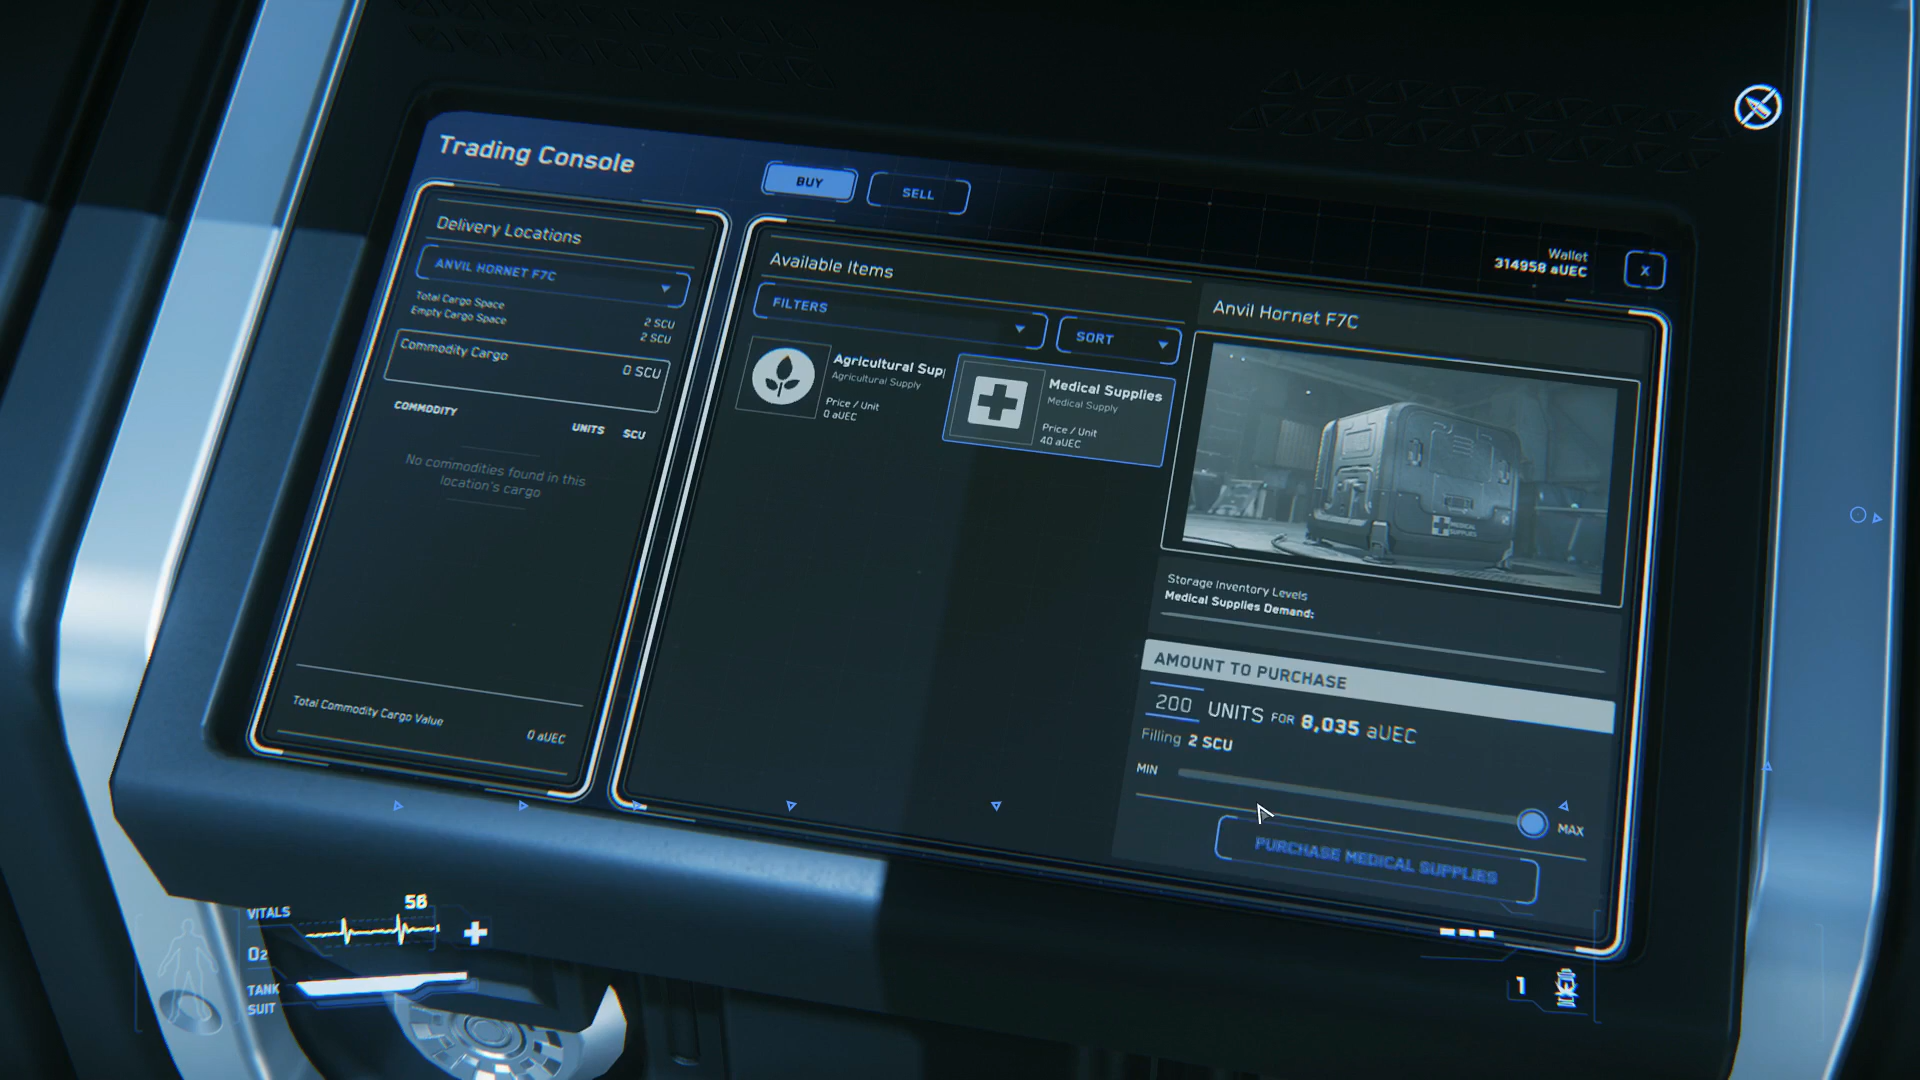 Trading Console
BUY
SELL
Wallet
314958 aUEC
X
Delivery Locations
ANVIL HORNET F7C
Total Cargo Space 2 SCU
Empty Cargo Space 2 SCU
Commodity Cargo 0 SCU
COMMODITY UNITS SCU
No commodities found in this
location's cargo
Total Commodity Cargo Value
0 aUEC
Available Items
FILTERS
SORT
Agricultural Supp
Agricultural Supply
Price / Unit
0 aUEC
Medical Supplies
Medical Supply
Price / Unit
40 aUEC
Anvil Hornet F7C
MEDICAL
SUPPLIES
Storage Inventory Levels
Medical Supplies Demand:
AMOUNT TO PURCHASE
200 UNITS FOR 8,035 aUEC
Filling 2 SCU
MIN
MAX
PURCHASE MEDICAL SUPPLIES
VITALS
56
O2
TANK
SUIT
1